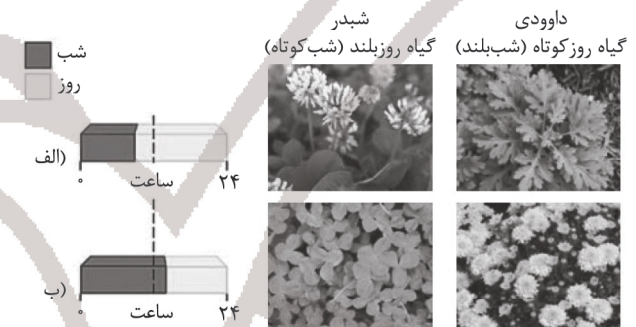 داوودی
گیاه روزکوتاه (شب‌بلند)
شبدر
گیاه روزبلند (شب‌کوتاه)
شب
روز
الف)
۰
ساعت
۲۴
ب)
۰
ساعت
۲۴